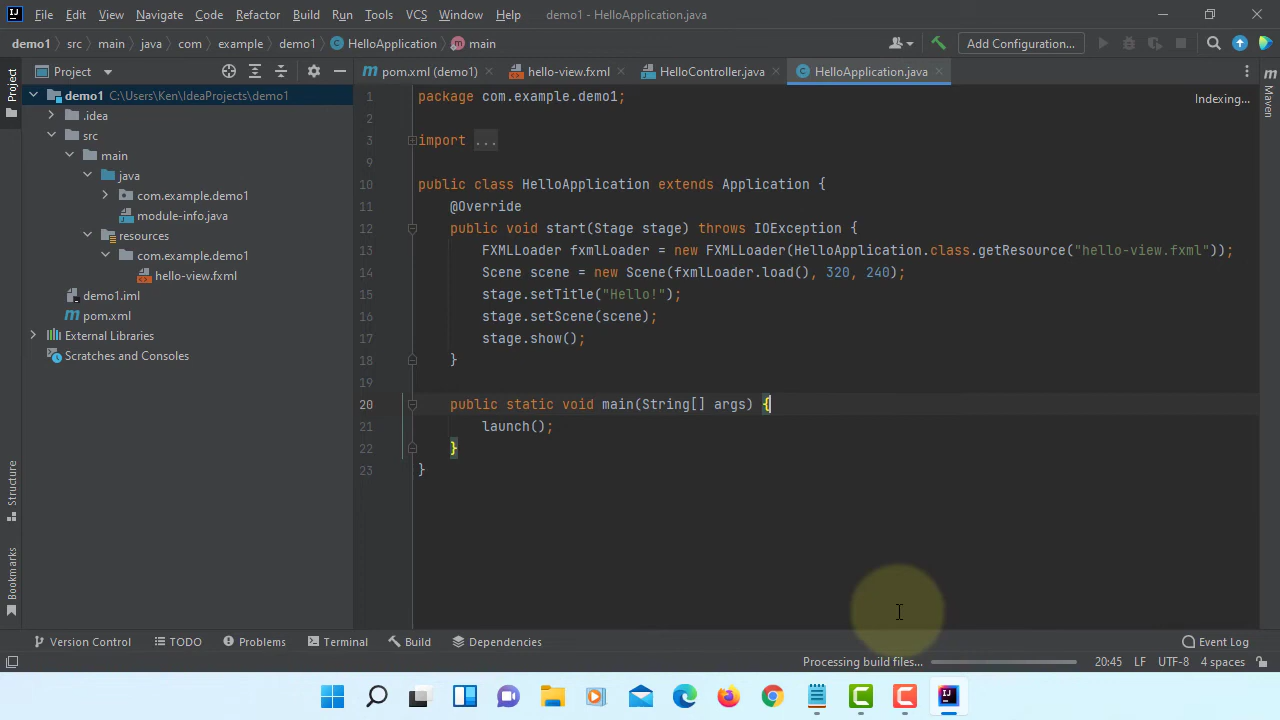 File Edit View Navigate Code Refactor Build Run Tools VCS Window Help demo1 - HelloApplication.java
demo1 src main java com example demo1 HelloApplication main Add Configuration...
Project
Project
pom.xml (demo1) hello-view.fxml HelloController.java HelloApplication.java
Maven
demo1 C:\Users\Ken\IdeaProjects\demo1
.idea
src
main
java
com.example.demo1
module-info.java
resources
com.example.demo1
hello-view.fxml
demo1.iml
pom.xml
External Libraries
Scratches and Consoles
Structure
Bookmarks
Indexing...
1 package com.example.demo1;
2
3 import ...
9
10 public class HelloApplication extends Application {
11 @Override
12 public void start(Stage stage) throws IOException {
13 FXMLLoader fxmlLoader = new FXMLLoader(HelloApplication.class.getResource("hello-view.fxml"));
14 Scene scene = new Scene(fxmlLoader.load(), 320, 240);
15 stage.setTitle("Hello!");
16 stage.setScene(scene);
17 stage.show();
18 }
19
20 public static void main(String[] args) {
21 launch();
22 }
23 }
Version Control TODO Problems Terminal Build Dependencies Event Log
Processing build files... 20:45 LF UTF-8 4 spaces